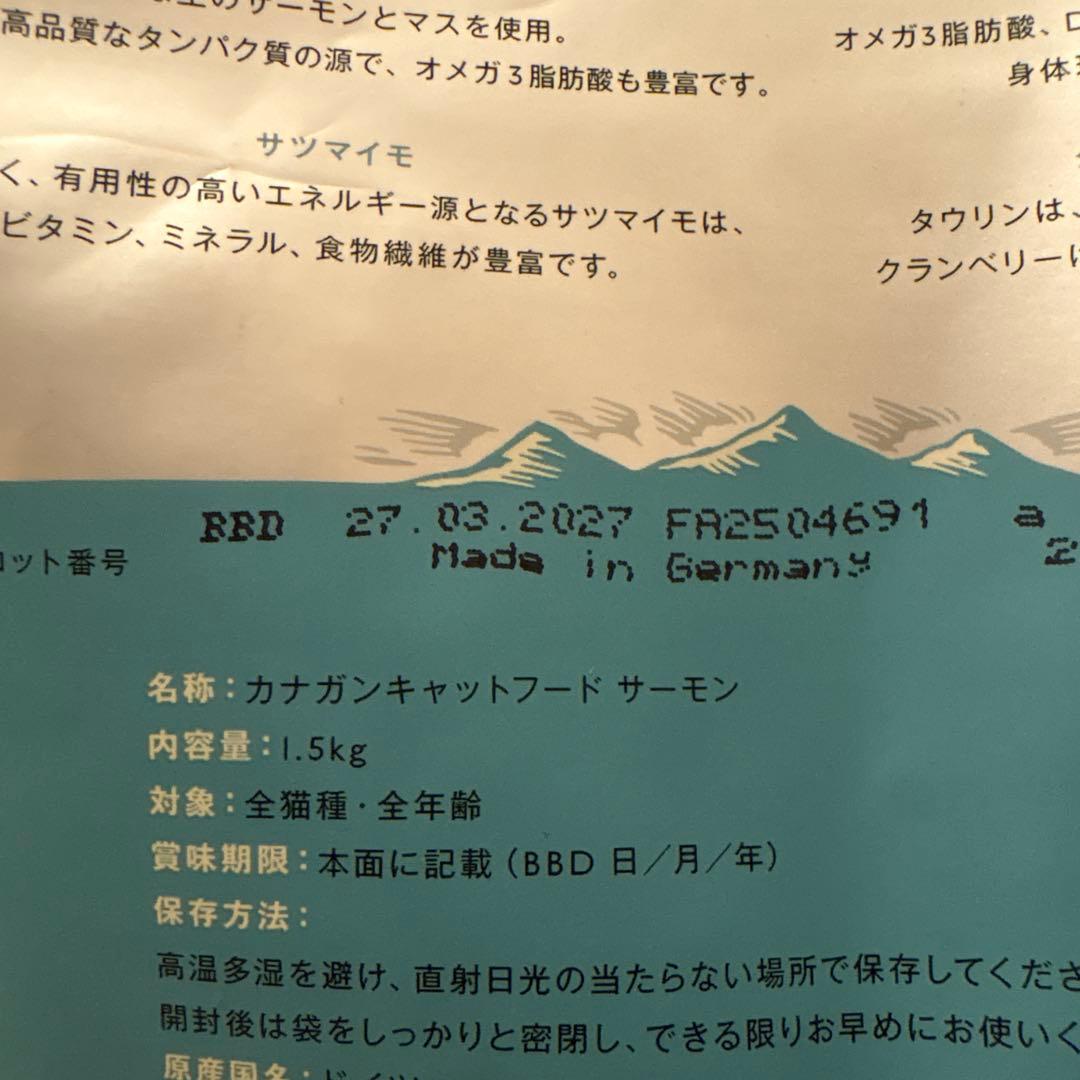 のサーモンとマスを使用。
高品質なタンパク質の源で、オメガ3脂肪酸も豊富です。
サツマイモ
く、有用性の高いエネルギー源となるサツマイモは、
ビタミン、ミネラル、食物繊維が豊富です。
オメガ3脂肪酸、
身体
タウリンは、
クランベリーに
BBD 27.03.2027 FA2504691 a
Made in Germany 2
ロット番号
名称：カナガンキャットフード サーモン
内容量：1.5kg
対象：全猫種・全年齢
賞味期限：本面に記載（BBD 日／月／年）
保存方法：
高温多湿を避け、直射日光の当たらない場所で保存してくださ
開封後は袋をしっかりと密閉し、できる限りお早めにお使いく
原産国名：ドイツ